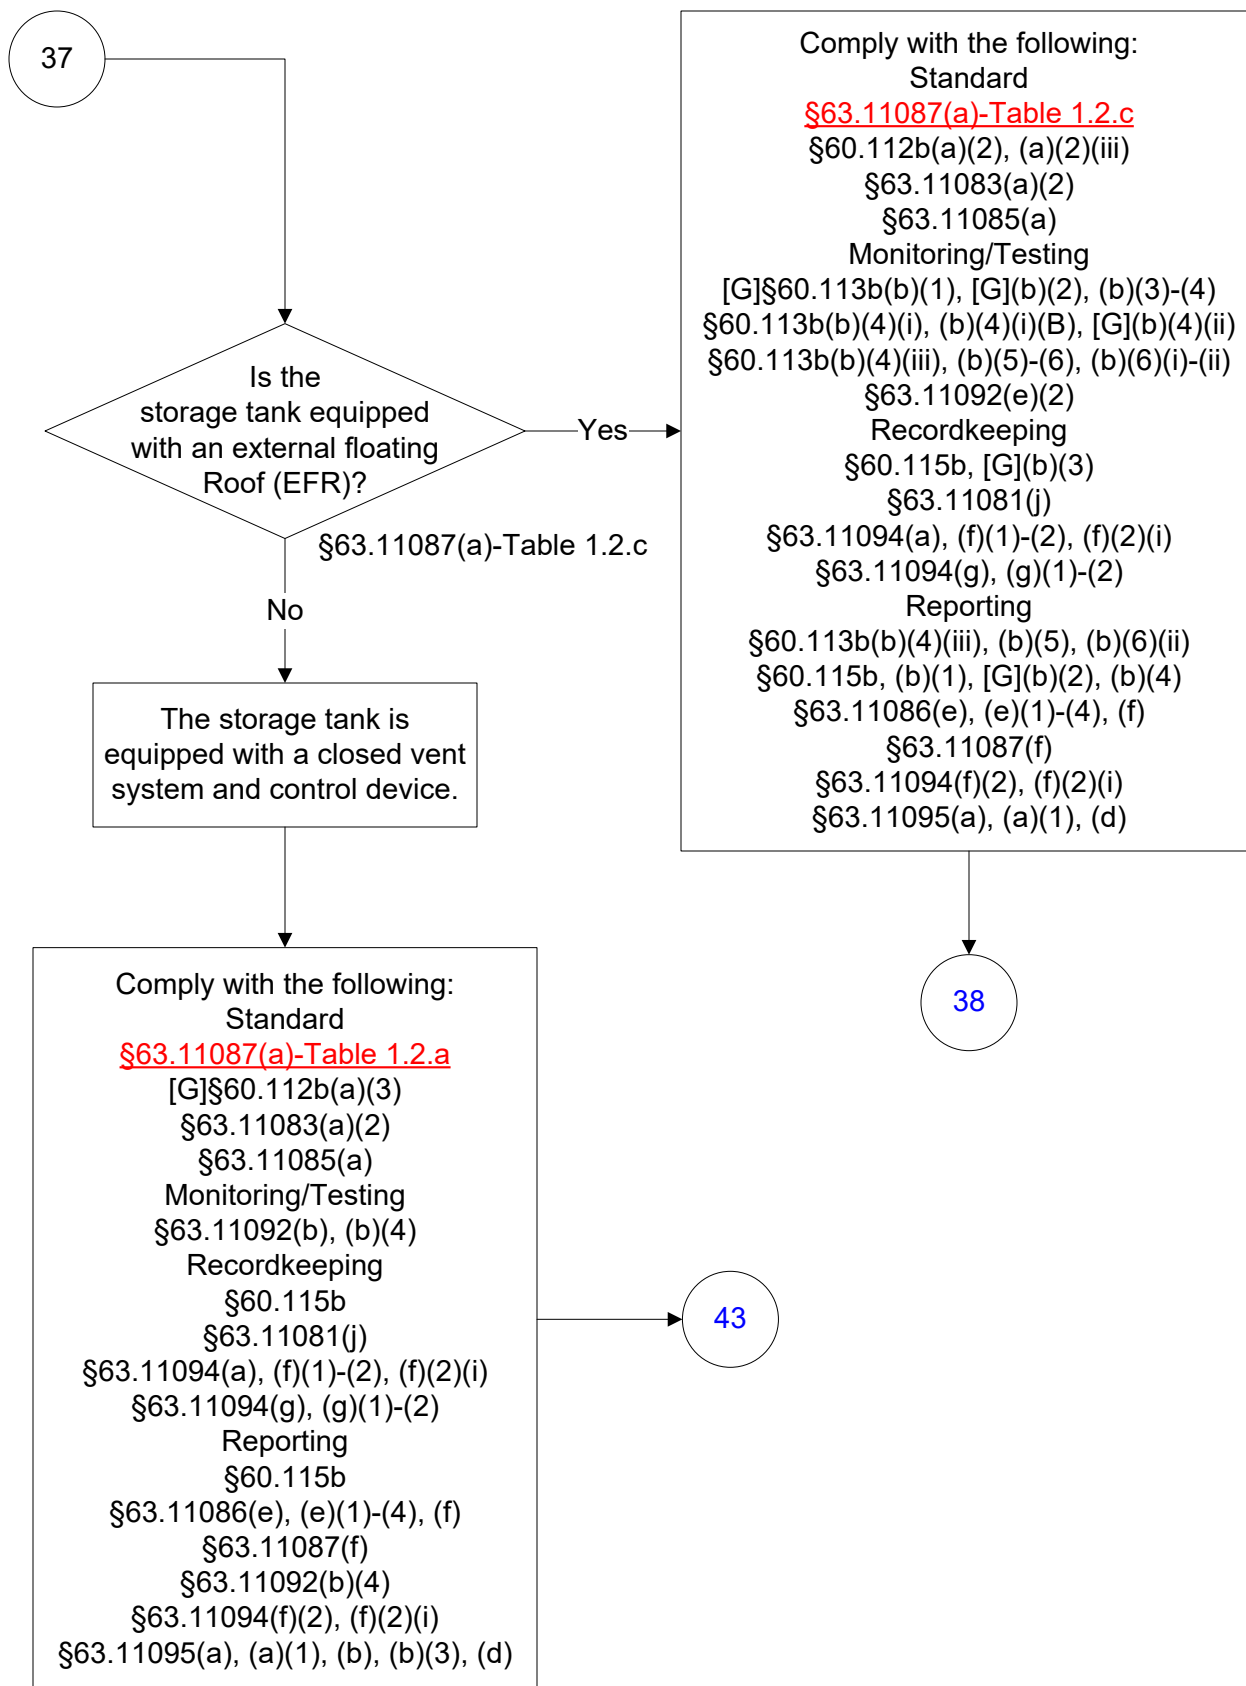 37
Is the
storage tank equipped
with an external floating
Roof (EFR)?
Yes
§63.11087(a)-Table 1.2.c
No
The storage tank is
equipped with a closed vent
system and control device.
Comply with the following:
Standard
§63.11087(a)-Table 1.2.c
§60.112b(a)(2), (a)(2)(iii)
§63.11083(a)(2)
§63.11085(a)
Monitoring/Testing
[G]§60.113b(b)(1), [G](b)(2), (b)(3)-(4)
§60.113b(b)(4)(i), (b)(4)(i)(B), [G](b)(4)(ii)
§60.113b(b)(4)(iii), (b)(5)-(6), (b)(6)(i)-(ii)
§63.11092(e)(2)
Recordkeeping
§60.115b, [G](b)(3)
§63.11081(j)
§63.11094(a), (f)(1)-(2), (f)(2)(i)
§63.11094(g), (g)(1)-(2)
Reporting
§60.113b(b)(4)(iii), (b)(5), (b)(6)(ii)
§60.115b, (b)(1), [G](b)(2), (b)(4)
§63.11086(e), (e)(1)-(4), (f)
§63.11087(f)
§63.11094(f)(2), (f)(2)(i)
§63.11095(a), (a)(1), (d)
38
Comply with the following:
Standard
§63.11087(a)-Table 1.2.a
[G]§60.112b(a)(3)
§63.11083(a)(2)
§63.11085(a)
Monitoring/Testing
§63.11092(b), (b)(4)
Recordkeeping
§60.115b
§63.11081(j)
§63.11094(a), (f)(1)-(2), (f)(2)(i)
§63.11094(g), (g)(1)-(2)
Reporting
§60.115b
§63.11086(e), (e)(1)-(4), (f)
§63.11087(f)
§63.11092(b)(4)
§63.11094(f)(2), (f)(2)(i)
§63.11095(a), (a)(1), (b), (b)(3), (d)
43